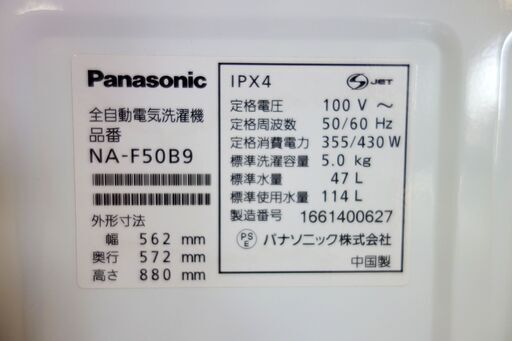 Panasonic
全自動電気洗濯機
品番
NA-F50B9
外形寸法
幅 562 mm
奥行 572 mm
高さ 880 mm
IPX4
S JET
定格電圧 100 V ～
定格周波数 50/60 Hz
定格消費電力 355/430 W
標準洗濯容量 5.0 kg
標準水量 47 L
標準使用水量 114 L
製造番号 1661400627
PS E パナソニック株式会社
中国製